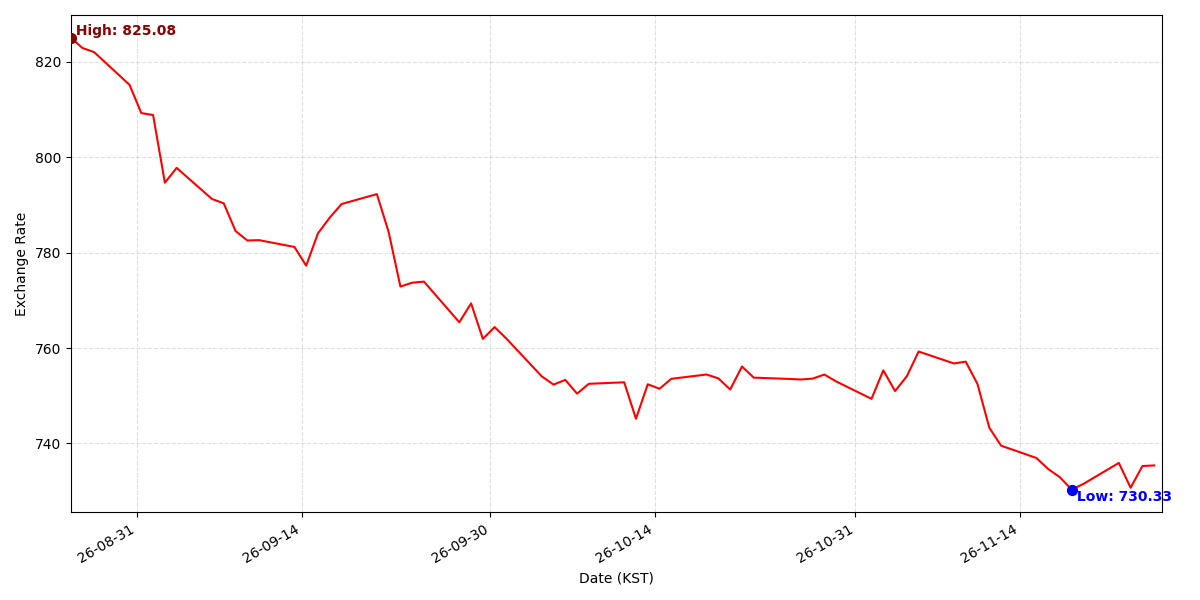 High: 825.08
820
800
780
760
740
Exchange Rate
Low: 730.33
26-08-31
26-09-14
26-09-30
26-10-14
26-10-31
26-11-14
Date (KST)